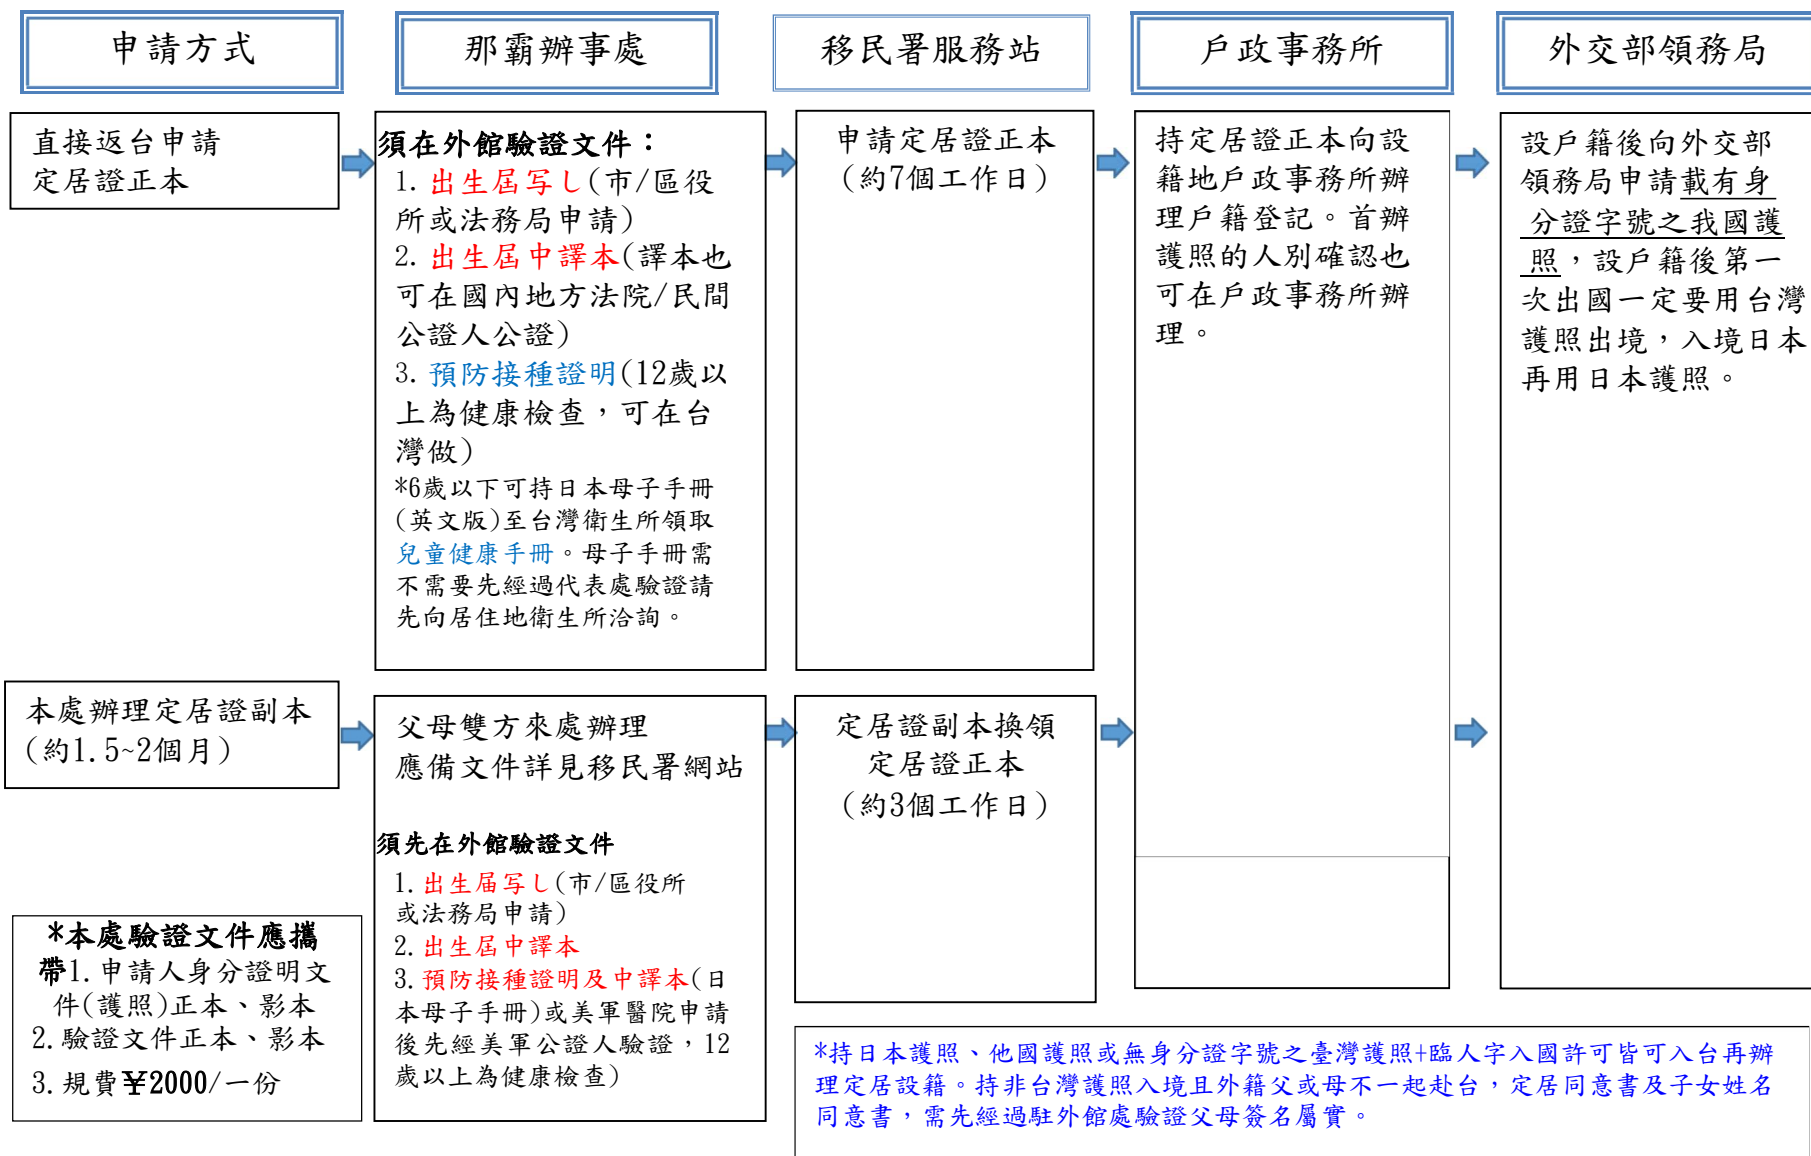 申請方式
那霸辦事處
移民署服務站
戶政事務所
外交部領務局
直接返台申請
定居證正本
須在外館驗證文件：
1. 出生屆写し(市/區役
所或法務局申請)
2. 出生屆中譯本(譯本也
可在國內地方法院/民間
公證人公證)
3. 預防接種證明(12歲以
上為健康檢查，可在台
灣做)
*6歲以下可持日本母子手冊
(英文版)至台灣衛生所領取
兒童健康手冊。母子手冊需
不需要先經過代表處驗證請
先向居住地衛生所洽詢。
申請定居證正本
(約7個工作日)
持定居證正本向設
籍地戶政事務所辦
理戶籍登記。首辦
護照的人別確認也
可在戶政事務所辦
理。
設戶籍後向外交部
領務局申請載有身
分證字號之我國護
照，設戶籍後第一
次出國一定要用台灣
護照出境，入境日本
再用日本護照。
本處辦理定居證副本
(約1.5~2個月)
父母雙方來處辦理
應備文件詳見移民署網站
須先在外館驗證文件
1. 出生届写し(市/區役所
或法務局申請)
2. 出生屆中譯本
3. 預防接種證明及中譯本(日
本母子手冊)或美軍醫院申請
後先經美軍公證人驗證，12
歲以上為健康檢查)
定居證副本換領
定居證正本
(約3個工作日)
*本處驗證文件應攜
帶1. 申請人身分證明文
件(護照)正本、影本
2. 驗證文件正本、影本
3. 規費¥2000/一份
*持日本護照、他國護照或無身分證字號之臺灣護照+臨人字入國許可皆可入台再辦
理定居設籍。持非台灣護照入境且外籍父或母不一起赴台，定居同意書及子女姓名
同意書，需先經過駐外館處驗證父母簽名屬實。